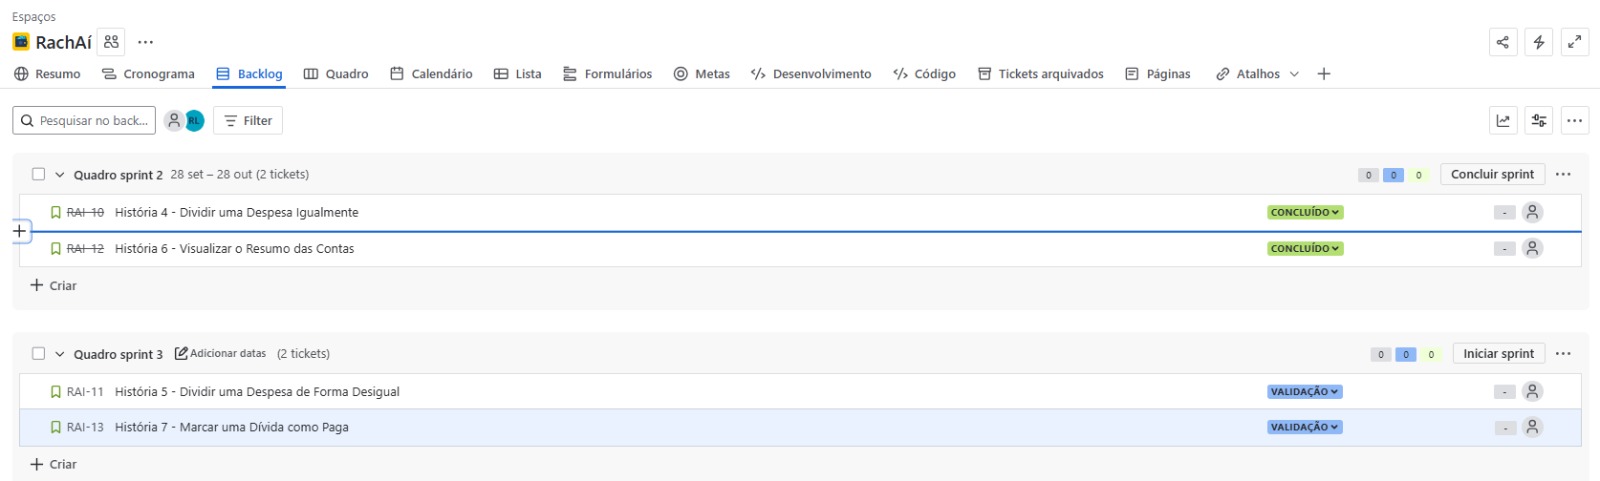 Espaços
RachAí
Resumo Cronograma Backlog Quadro Calendário Lista Formulários Metas Desenvolvimento Código Tickets arquivados Páginas Atalhos
Pesquisar no back... RL Filter
Quadro sprint 2 28 set – 28 out (2 tickets) 0 0 0 Concluir sprint
RAI-10 História 4 - Dividir uma Despesa Igualmente CONCLUÍDO -
RAI-12 História 6 - Visualizar o Resumo das Contas CONCLUÍDO -
Criar
Quadro sprint 3 Adicionar datas (2 tickets) 0 0 0 Iniciar sprint
RAI-11 História 5 - Dividir uma Despesa de Forma Desigual VALIDAÇÃO -
RAI-13 História 7 - Marcar uma Dívida como Paga VALIDAÇÃO -
Criar